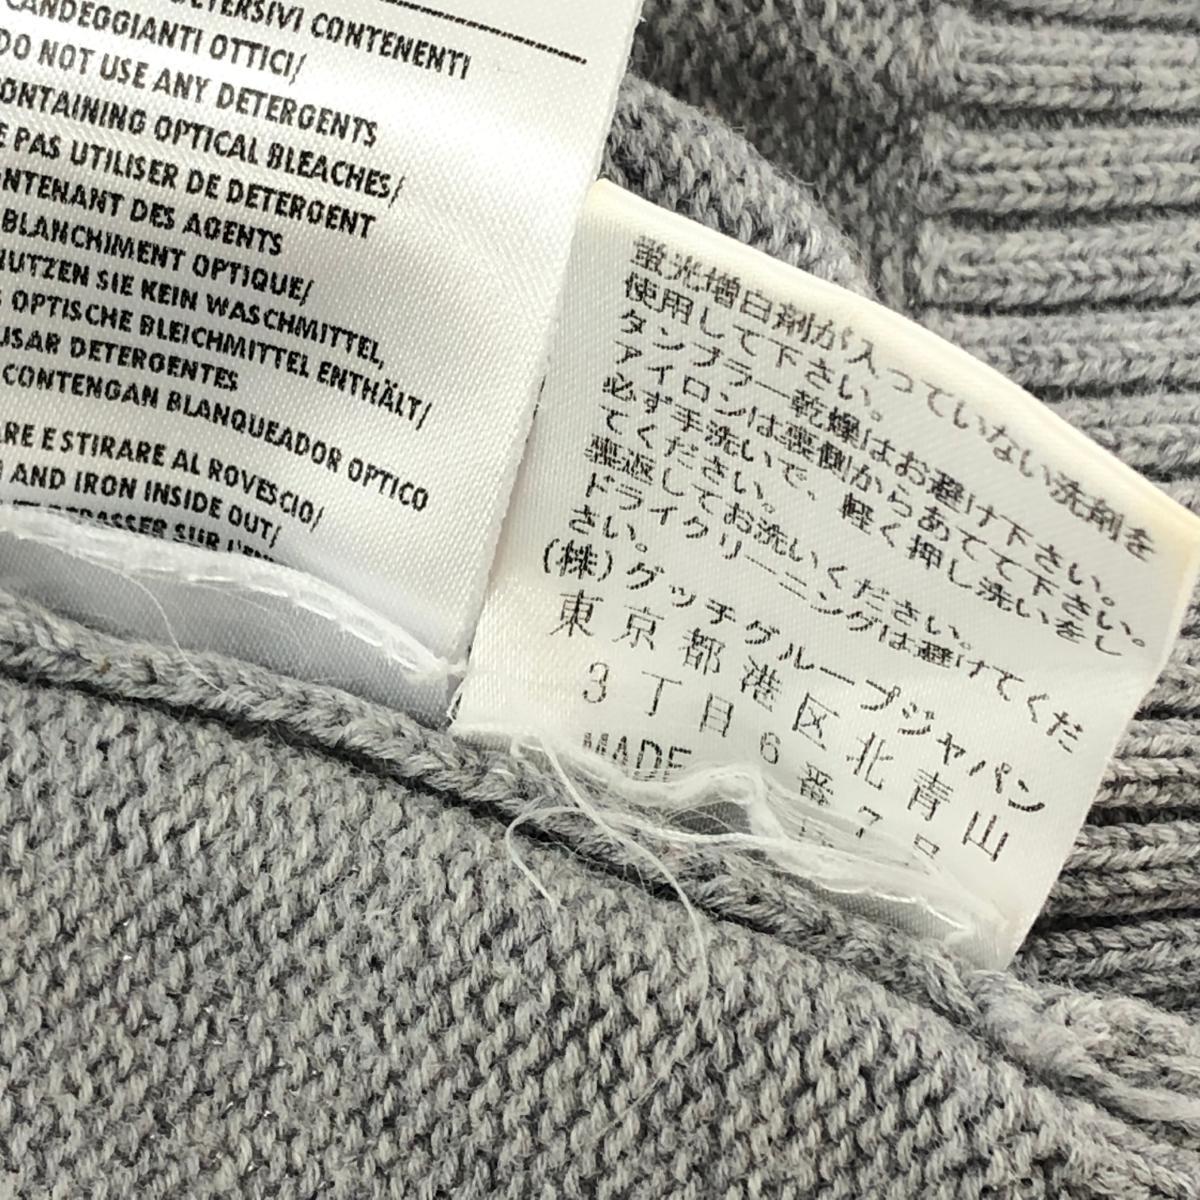 DETERSIVI CONTENENTI
CANDEGGIANTI OTTICI/
DO NOT USE ANY DETERGENTS
CONTAINING OPTICAL BLEACHES/
PAS UTILISER DE DETERGENT
CONTENANT DES AGENTS
BLANCHIMENT OPTIQUE/
NUTZEN SIE KEIN WASCHMITTEL,
OPTISCHE BLEICHMITTEL ENTHÄLT/
USAR DETERGENTES
CONTENGAN BLANQUEADOR OPTICO
E STIRARE AL ROVESCIO/
AND IRON INSIDE OUT/
REPASSER SUR L'EN
蛍光増白剤が入っていない洗剤を
使用して下さい。
タンブラー乾燥はお避け下さい。
アイロンは裏側からあてて下さい。
必ず手洗いで、軽く押し洗いをし
てください。
裏返してお洗いください。
ドライクリーニングは避けてくだ
さい。
(株)グッチグループジャパン
東京都港区北青山
3丁目6番7号
MADE